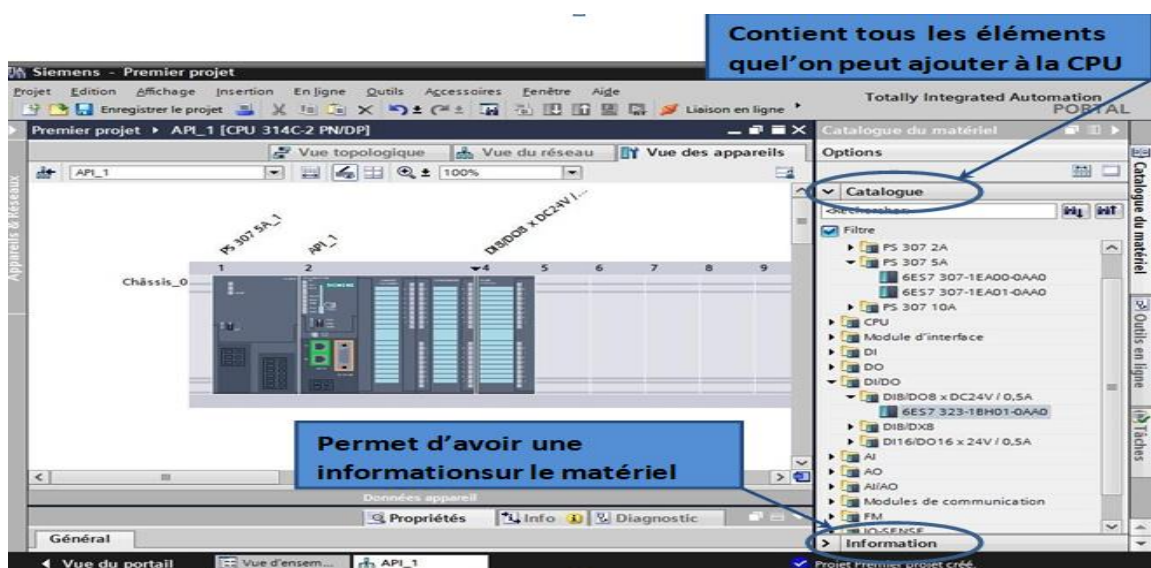 Contient tous les éléments
quel'on peut ajouter à la CPU
Siemens - Premier projet
Projet Edition Affichage Insertion En ligne Outils Accessoires Fenêtre Aide
Totally Integrated Automation
PORTAL
Enregistrer le projet
Liaison en ligne
Premier projet ▸ API_1 [CPU 314C-2 PN/DP]
Catalogue du matériel
Vue topologique
Vue du réseau
Vue des appareils
Options
API_1
100%
Catalogue
<Rechercher>
Filtre
PS 307 2A
PS 307 5A
6ES7 307-1EA00-0AA0
6ES7 307-1EA01-0AA0
PS 307 10A
CPU
Module d'interface
DI
DO
DI/DO
DI8/DO8 x DC24V / 0,5A
6ES7 323-1BH01-0AA0
DI8/DX8
DI16/DO16 x 24V / 0,5A
AI
AO
AI/AO
Modules de communication
FM
IQ-SENSE
Information
PS 307 5A_1
API_1
DI8/DO8 x DC24V / ...
1 2 4 5 6 7 8 9
Châssis_0
SIEMENS
Permet d'avoir une
informationsur le matériel
Données appareil
Propriétés
Info
Diagnostic
Général
Vue du portail
Vue d'ensem...
API_1
Projet Premier projet créé.
Appareils & Réseaux
Catalogue du matériel
Outils en ligne
Tâches